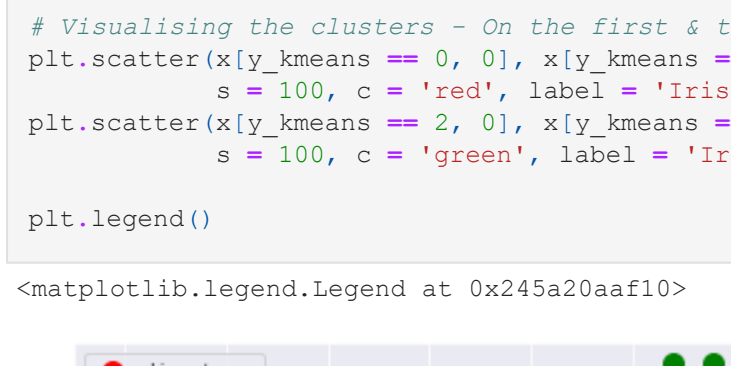 # Visualising the clusters - On the first & t
plt.scatter(x[y_kmeans == 0, 0], x[y_kmeans =
s = 100, c = 'red', label = 'Iris
plt.scatter(x[y_kmeans == 2, 0], x[y_kmeans =
s = 100, c = 'green', label = 'Ir
plt.legend()
<matplotlib.legend.Legend at 0x245a20aaf10>